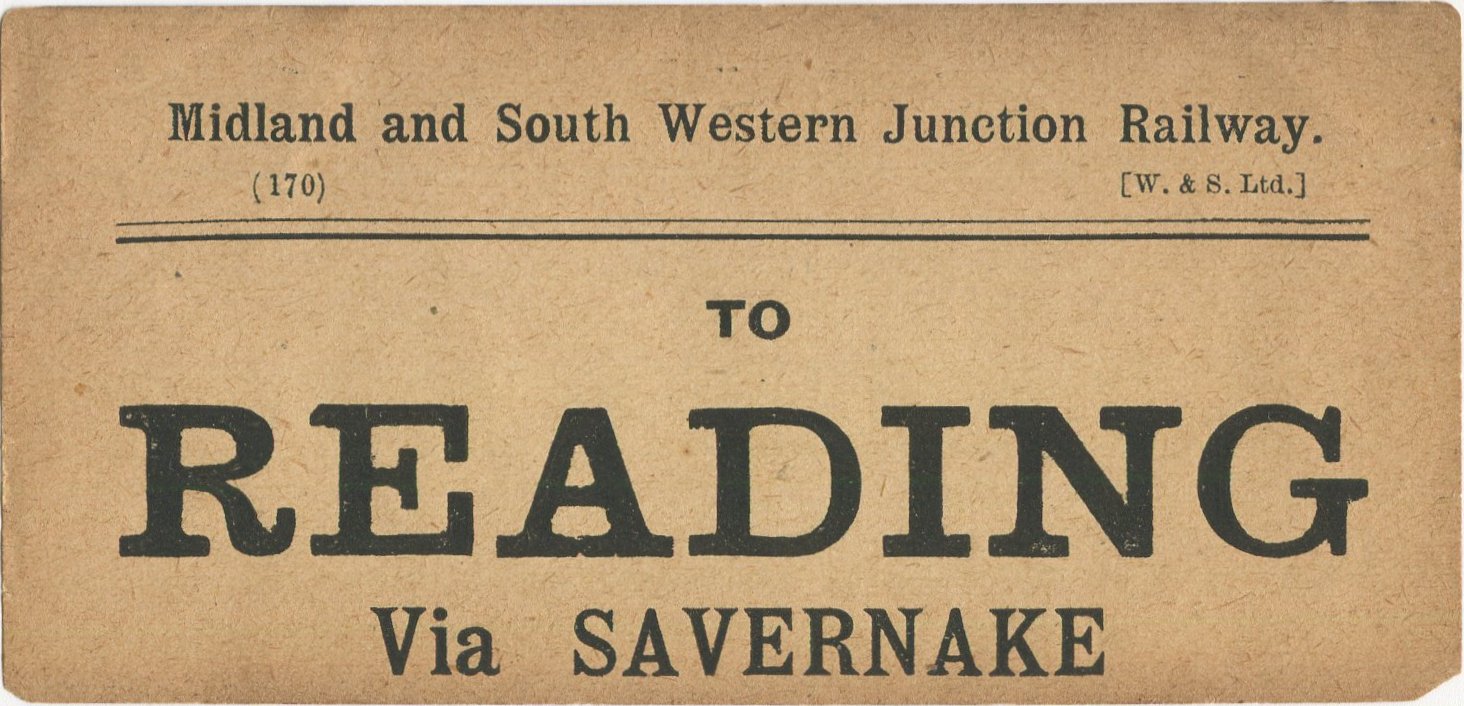 Midland and South Western Junction Railway.
(170) [W. & S. Ltd.]
TO
READING
Via SAVERNAKE